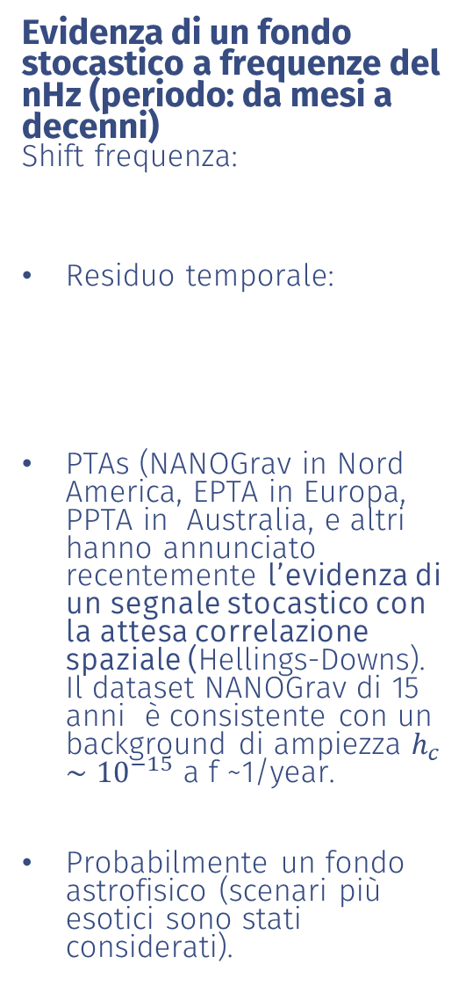 Evidenza di un fondo
stocastico a frequenze del
nHz (periodo: da mesi a
decenni)
Shift frequenza:
• Residuo temporale:
• PTAs (NANOGrav in Nord
America, EPTA in Europa,
PPTA in  Australia, e altri
hanno annunciato
recentemente l’evidenza di
un segnale stocastico con
la attesa correlazione
spaziale (Hellings-Downs).
Il dataset NANOGrav di 15
anni  è consistente con un
background di ampiezza $h_c$
$\sim 10^{-15}$ a f ~1/year.
• Probabilmente un fondo
astrofisico (scenari più
esotici sono stati
considerati).